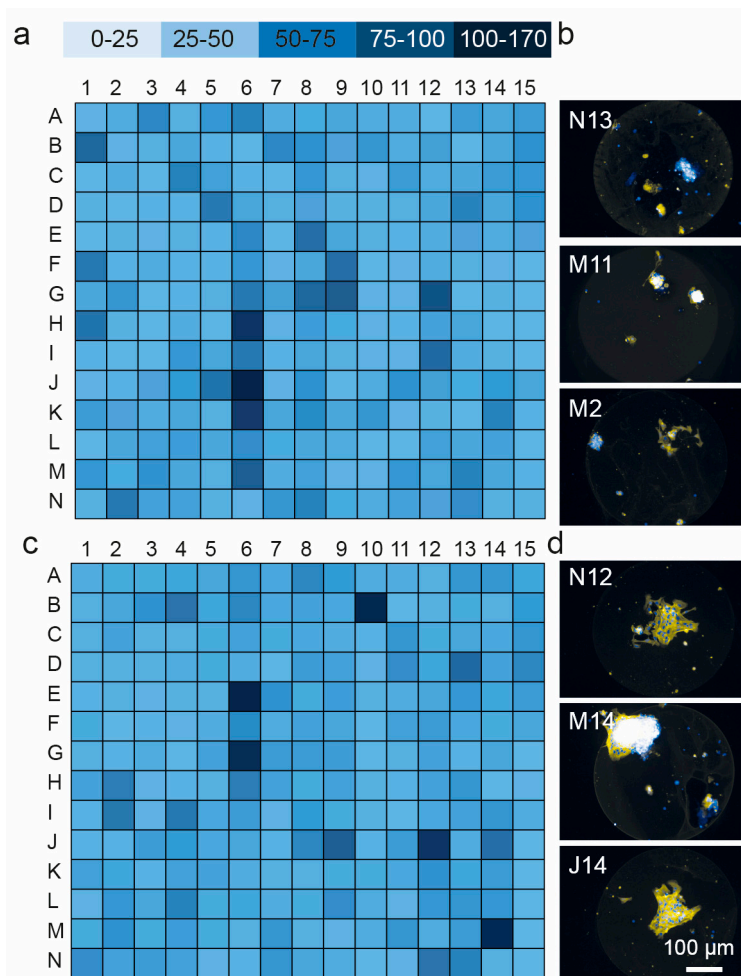 a
0-25 25-50 50-75 75-100 100-170
b
1 2 3 4 5 6 7 8 9 10 11 12 13 14 15
A
B
C
D
E
F
G
H
I
J
K
L
M
N
N13
M11
M2
c
1 2 3 4 5 6 7 8 9 10 11 12 13 14 15
d
A
B
C
D
E
F
G
H
I
J
K
L
M
N
N12
M14
J14
100 µm